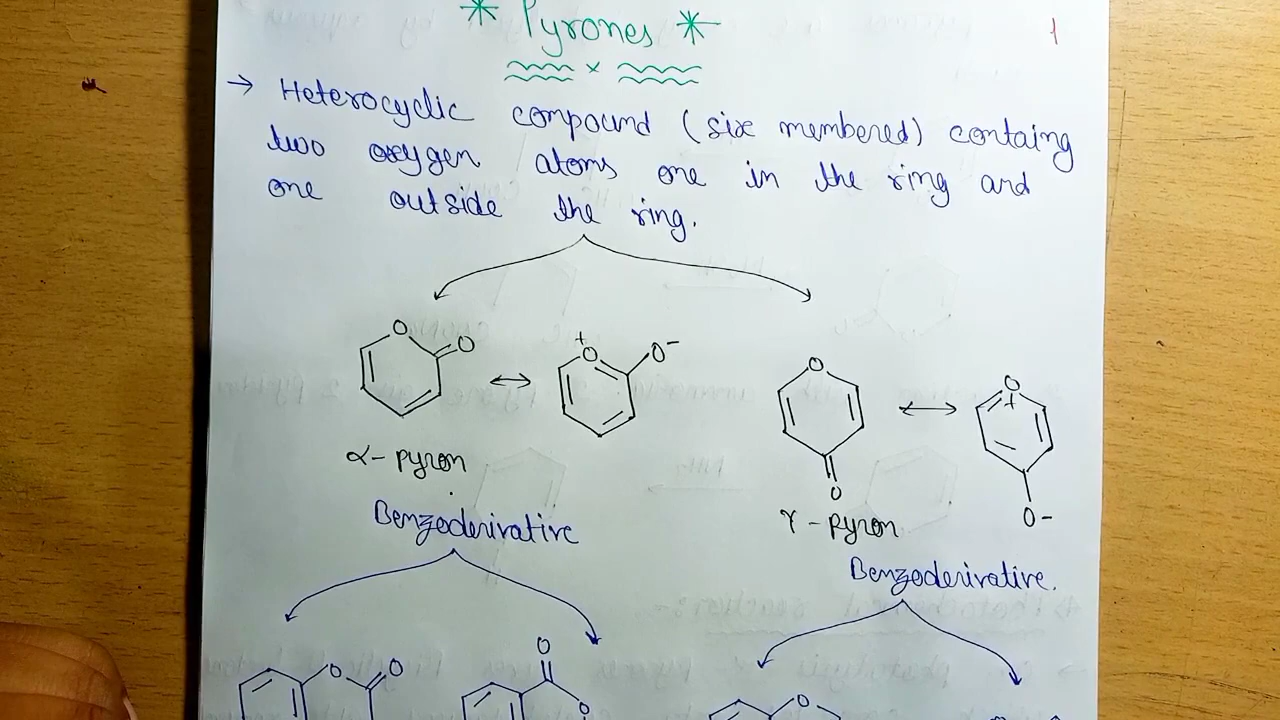 * Pyrones *
1
→ Heterocyclic compound (six membered) containg
two oxygen atoms one in the ring and
one outside the ring.
O
O
+
O
O-
O
O
O
+
O-
α- pyron
γ - pyron
Benzoderivative
Benzoderivative.
O
O
O
O
O